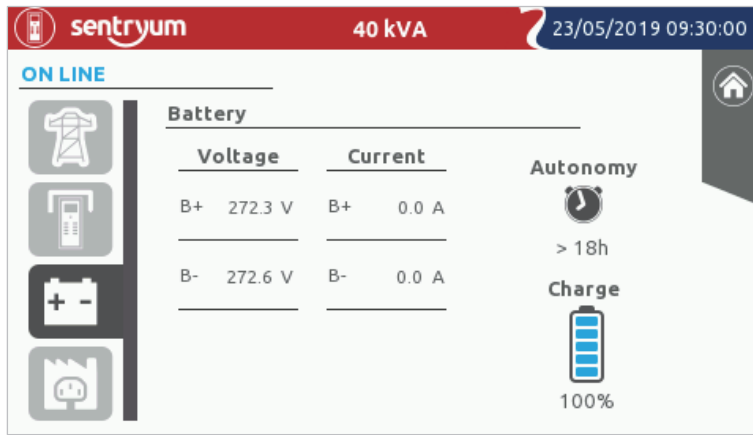 sentryum 40 kVA 23/05/2019 09:30:00
ON LINE
Battery
Voltage Current
B+ 272.3 V B+ 0.0 A
B- 272.6 V B- 0.0 A
Autonomy
> 18h
Charge
100%
+ -